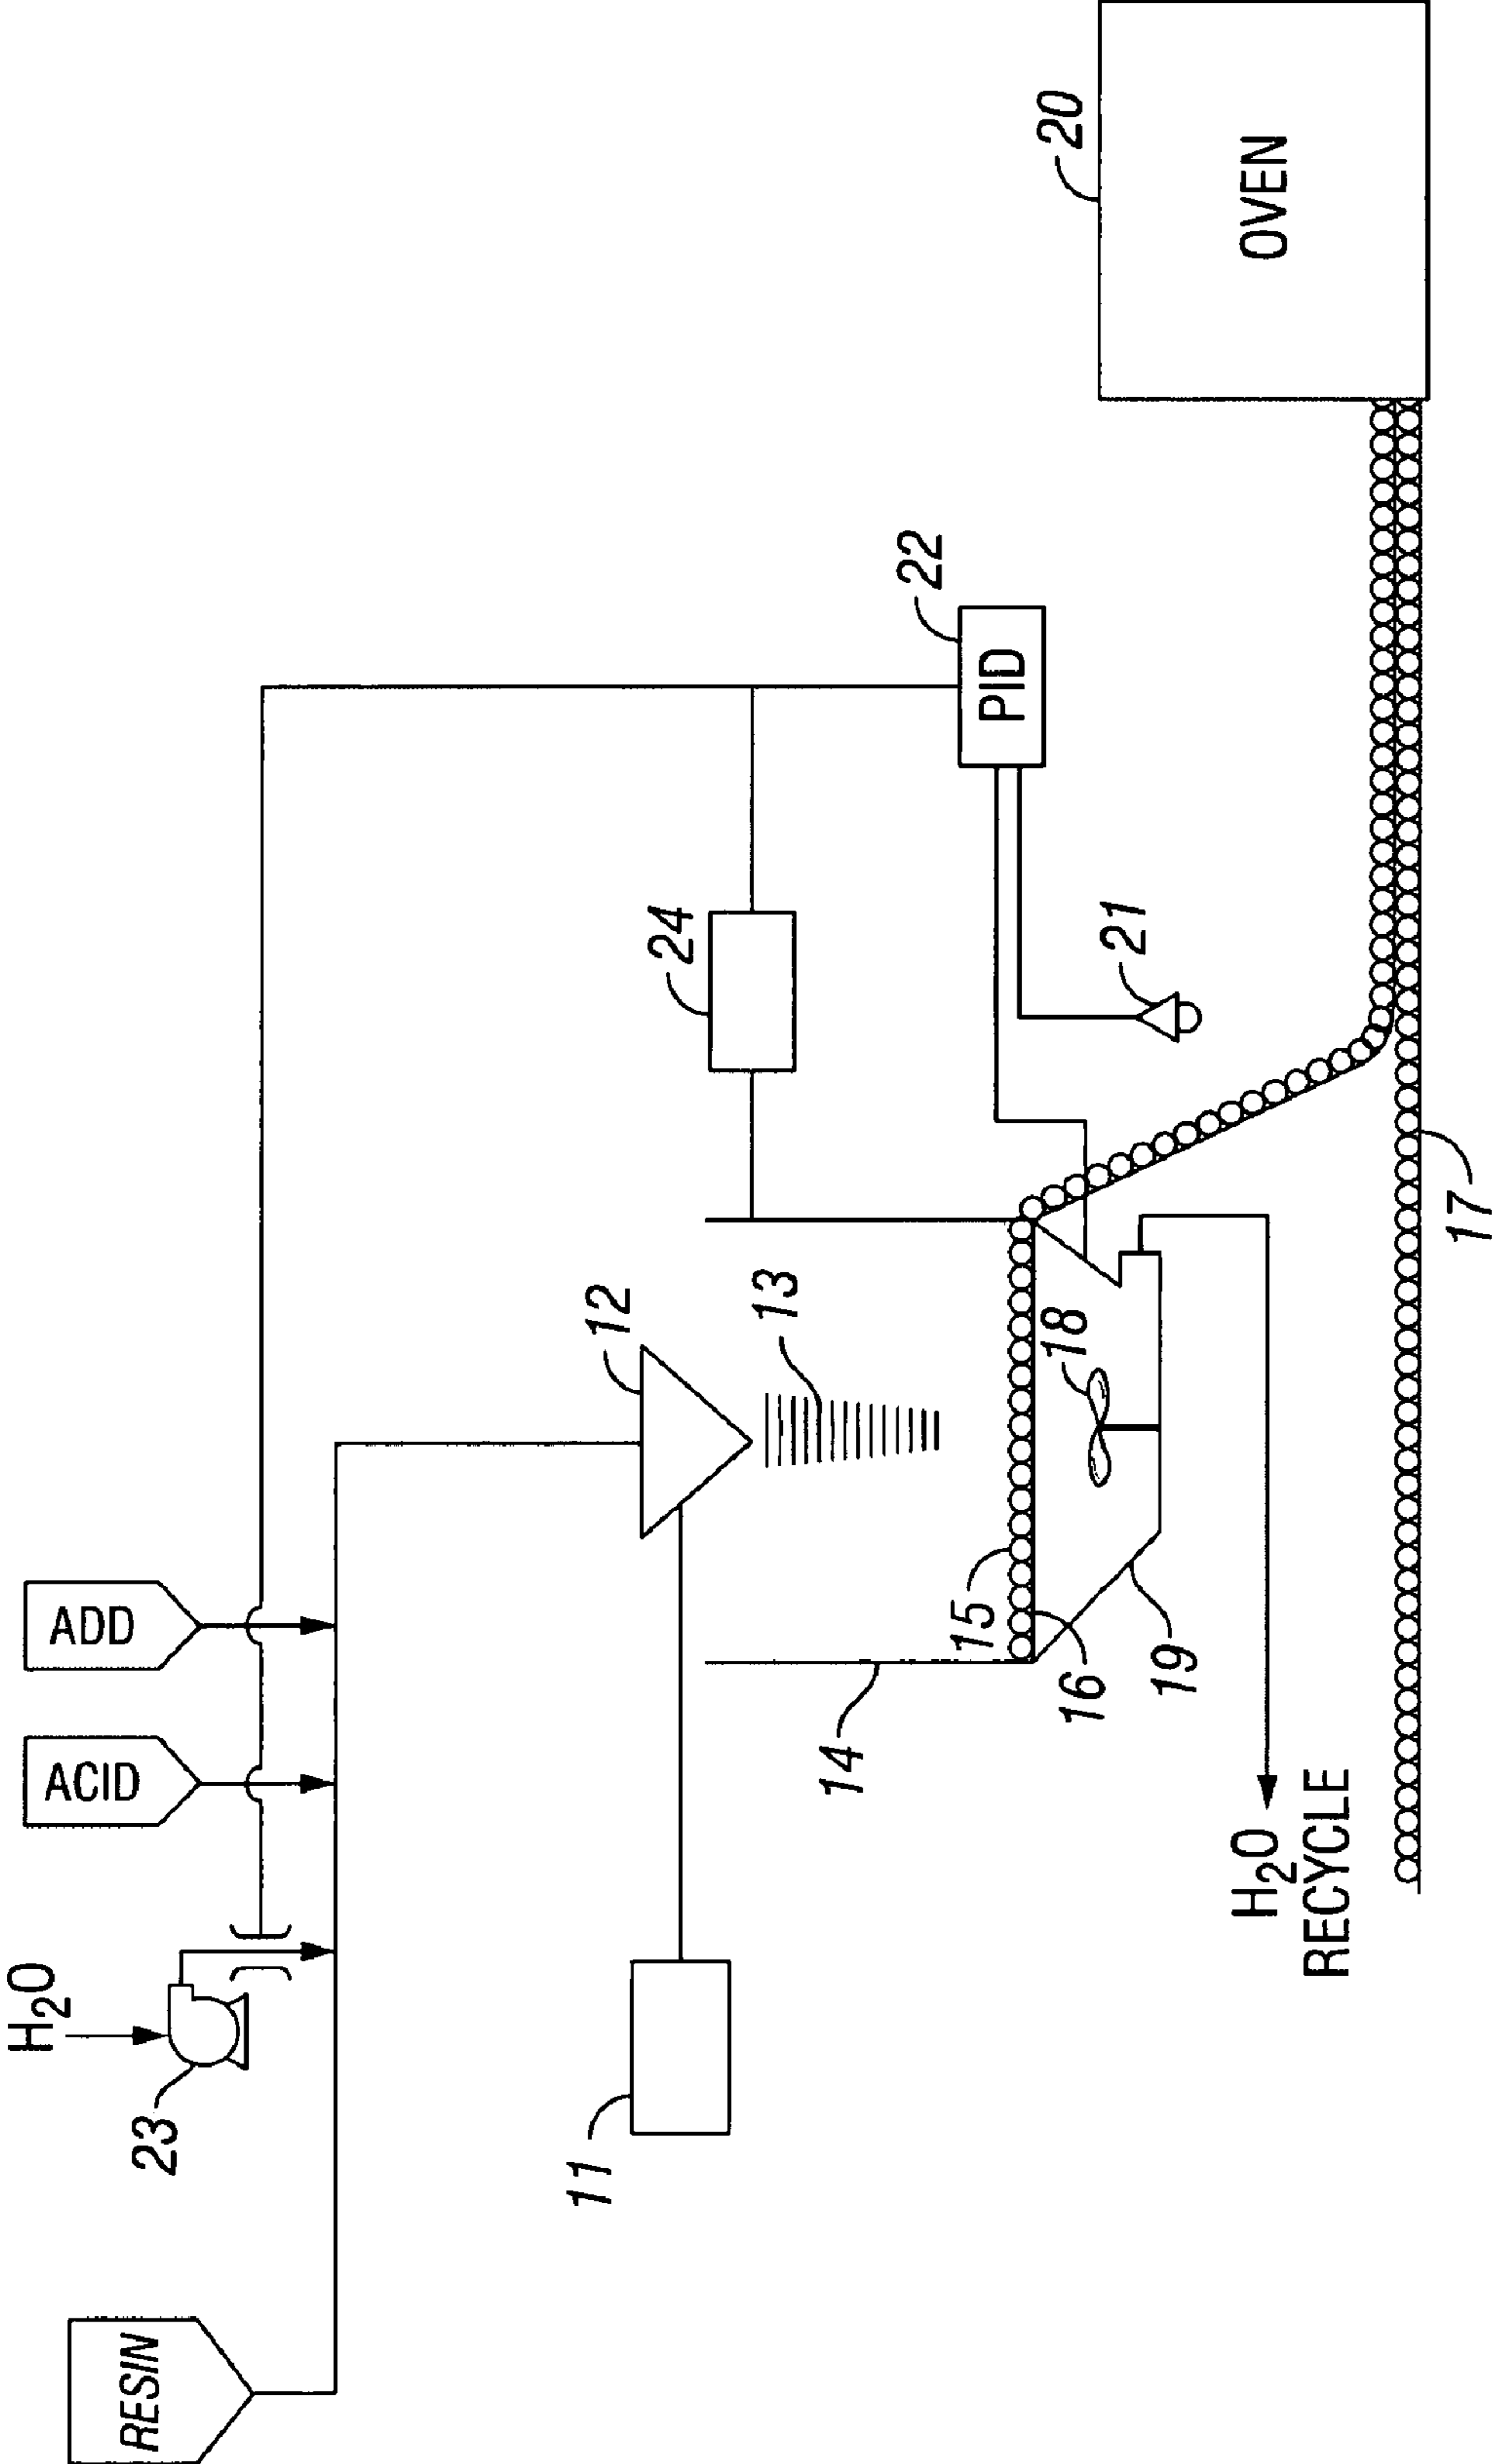 H2O
ADD
ACID
23
RESIN
12
24
11
13
22
PID
20
OVEN
14
15
16
18
21
19
H2O
RECYCLE
17